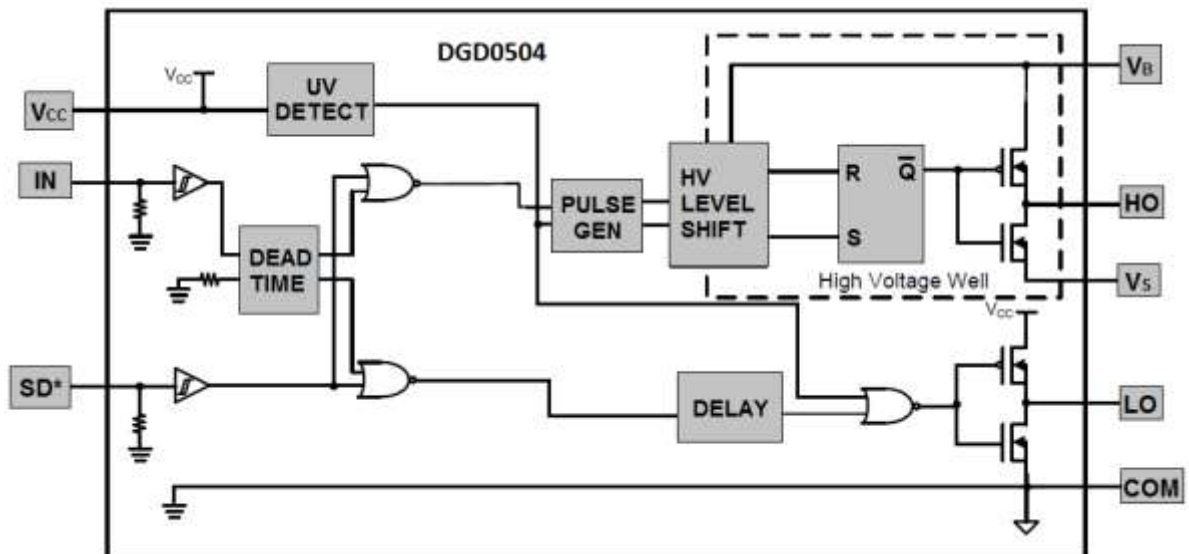 DGD0504
VCC
UV
DETECT
VB
VCC
IN
HV
LEVEL
SHIFT
R
Q̅
S
PULSE
GEN
HO
DEAD
TIME
High Voltage Well
VS
VCC
SD*
DELAY
LO
COM